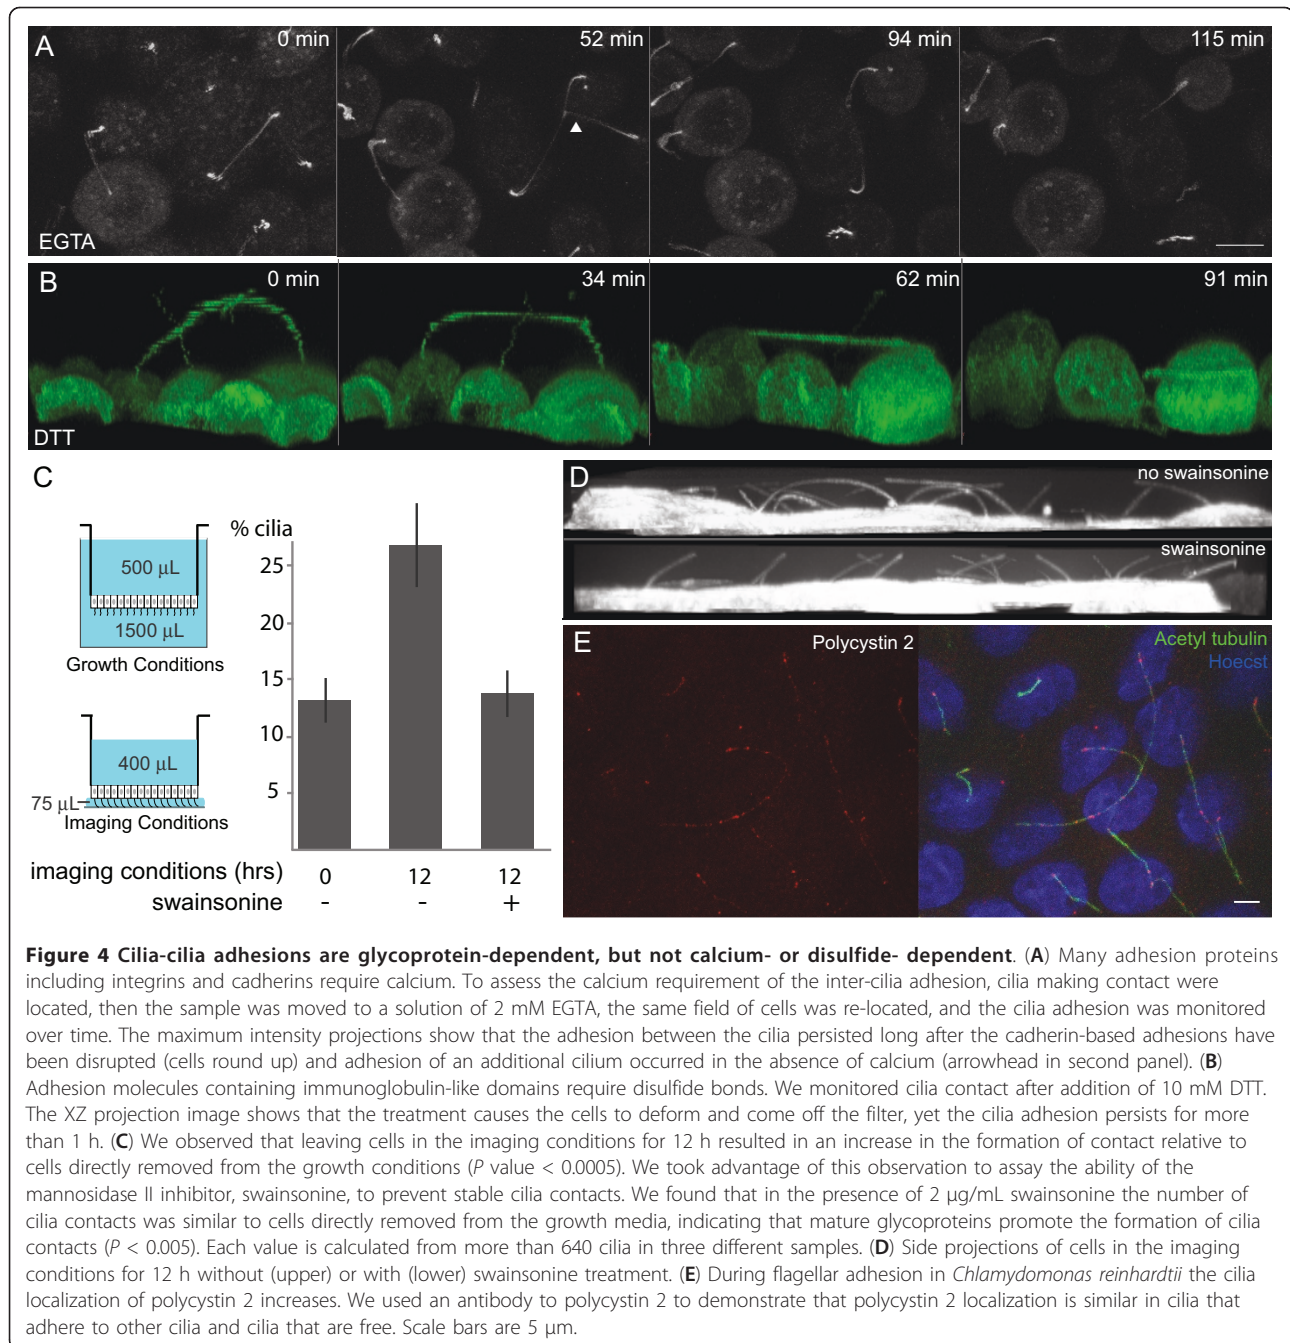 A
0 min
52 min
94 min
115 min
EGTA
B
0 min
34 min
62 min
91 min
DTT
C
500 µL
1500 µL
Growth Conditions
400 µL
75 µL
Imaging Conditions
% cilia
25
20
15
10
5
imaging conditions (hrs) 0 12 12
swainsonine - - +
D
no swainsonine
swainsonine
E
Polycystin 2
Acetyl tubulin
Hoecst
Figure 4 Cilia-cilia adhesions are glycoprotein-dependent, but not calcium- or disulfide- dependent. (A) Many adhesion proteins
including integrins and cadherins require calcium. To assess the calcium requirement of the inter-cilia adhesion, cilia making contact were
located, then the sample was moved to a solution of 2 mM EGTA, the same field of cells was re-located, and the cilia adhesion was monitored
over time. The maximum intensity projections show that the adhesion between the cilia persisted long after the cadherin-based adhesions have
been disrupted (cells round up) and adhesion of an additional cilium occurred in the absence of calcium (arrowhead in second panel). (B)
Adhesion molecules containing immunoglobulin-like domains require disulfide bonds. We monitored cilia contact after addition of 10 mM DTT.
The XZ projection image shows that the treatment causes the cells to deform and come off the filter, yet the cilia adhesion persists for more
than 1 h. (C) We observed that leaving cells in the imaging conditions for 12 h resulted in an increase in the formation of contact relative to
cells directly removed from the growth conditions (P value < 0.0005). We took advantage of this observation to assay the ability of the
mannosidase II inhibitor, swainsonine, to prevent stable cilia contacts. We found that in the presence of 2 µg/mL swainsonine the number of
cilia contacts was similar to cells directly removed from the growth media, indicating that mature glycoproteins promote the formation of cilia
contacts (P < 0.005). Each value is calculated from more than 640 cilia in three different samples. (D) Side projections of cells in the imaging
conditions for 12 h without (upper) or with (lower) swainsonine treatment. (E) During flagellar adhesion in Chlamydomonas reinhardtii the cilia
localization of polycystin 2 increases. We used an antibody to polycystin 2 to demonstrate that polycystin 2 localization is similar in cilia that
adhere to other cilia and cilia that are free. Scale bars are 5 µm.